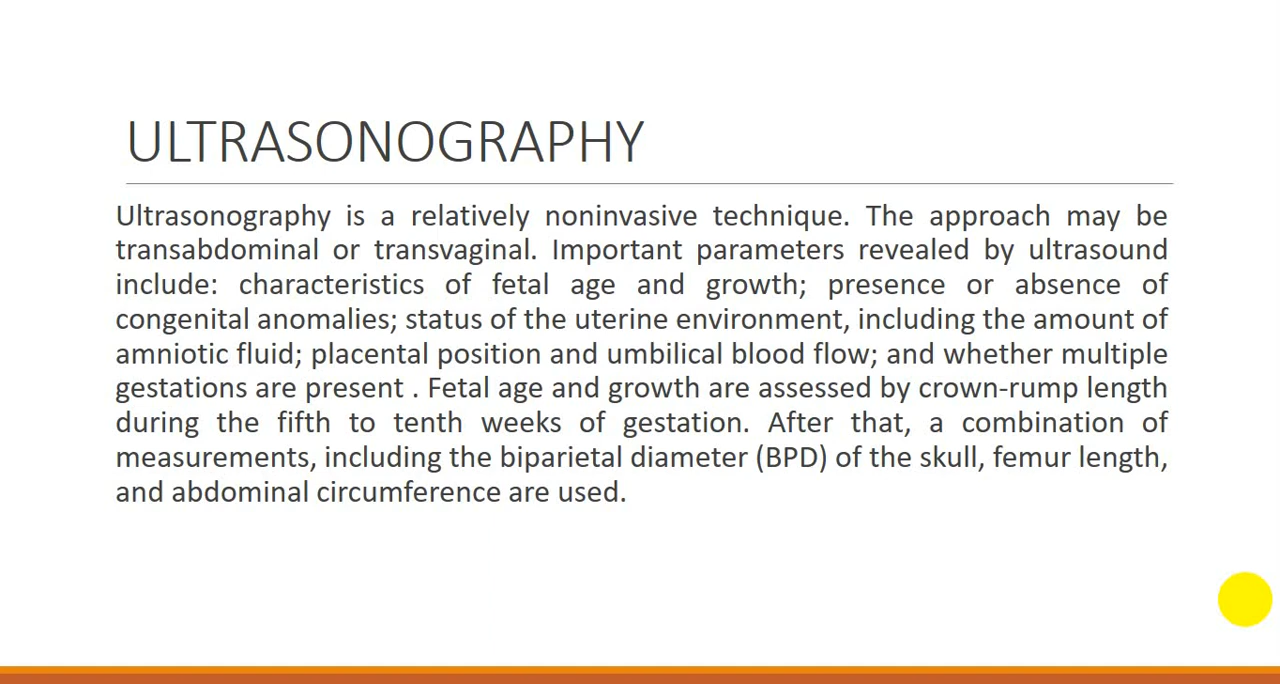 ULTRASONOGRAPHY
Ultrasonography is a relatively noninvasive technique. The approach may be
transabdominal or transvaginal. Important parameters revealed by ultrasound
include: characteristics of fetal age and growth; presence or absence of
congenital anomalies; status of the uterine environment, including the amount of
amniotic fluid; placental position and umbilical blood flow; and whether multiple
gestations are present . Fetal age and growth are assessed by crown-rump length
during the fifth to tenth weeks of gestation. After that, a combination of
measurements, including the biparietal diameter (BPD) of the skull, femur length,
and abdominal circumference are used.